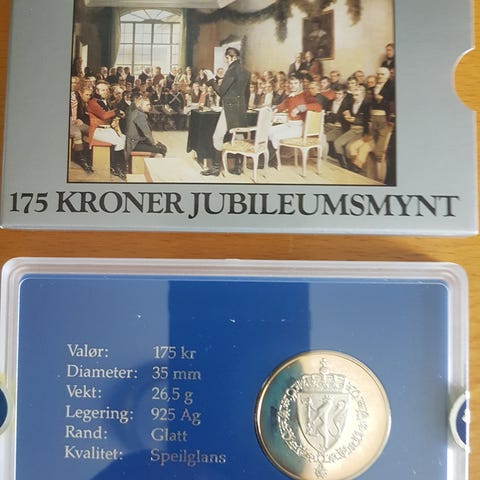 175 KRONER JUBILEUMSMYNT
Valør: 175 kr
Diameter: 35 mm
Vekt: 26,5 g
Legering: 925 Ag
Rand: Glatt
Kvalitet: Speilglans